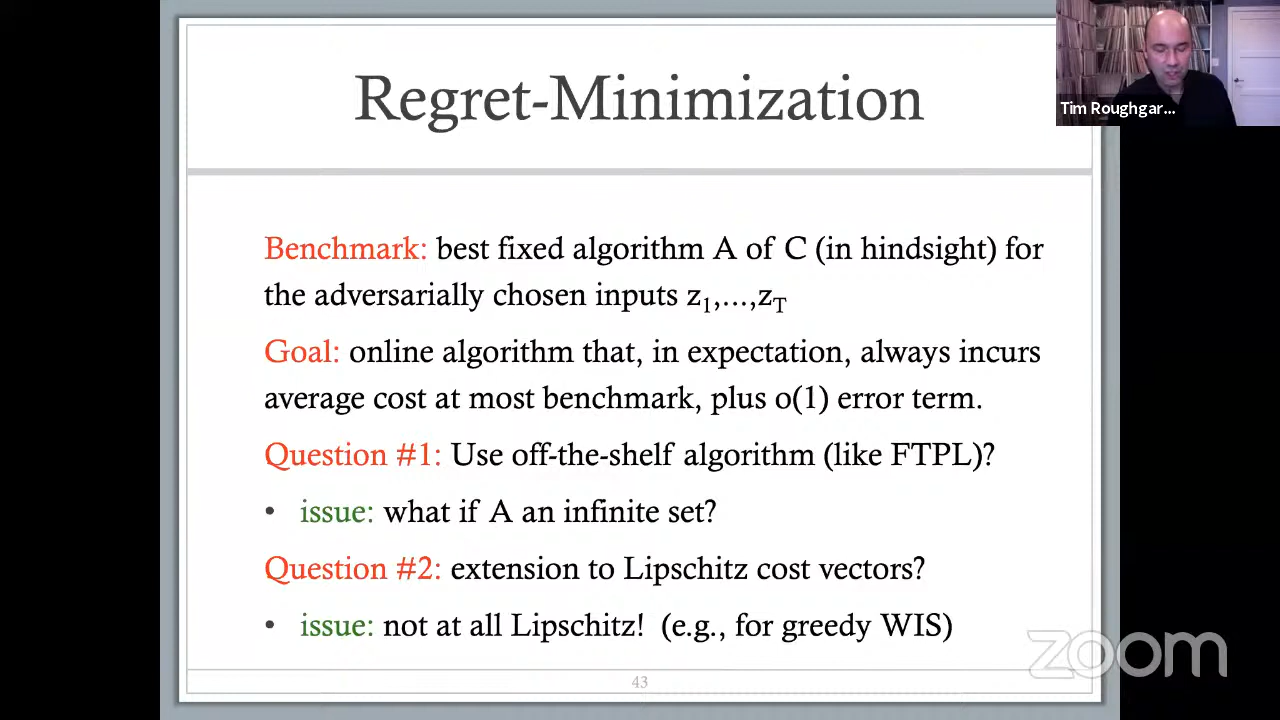 Regret-Minimization
Tim Roughgar...
Benchmark: best fixed algorithm A of C (in hindsight) for
the adversarially chosen inputs z1,...,zT
Goal: online algorithm that, in expectation, always incurs
average cost at most benchmark, plus o(1) error term.
Question #1: Use off-the-shelf algorithm (like FTPL)?
• issue: what if A an infinite set?
Question #2: extension to Lipschitz cost vectors?
• issue: not at all Lipschitz! (e.g., for greedy WIS)
zoom
43